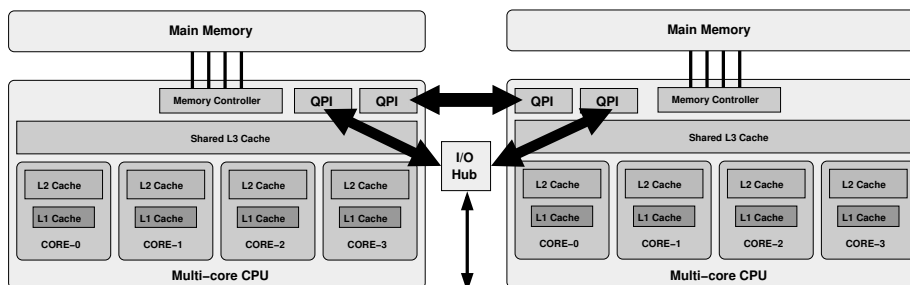 Main Memory
Memory Controller
QPI
QPI
Shared L3 Cache
L2 Cache
L2 Cache
L2 Cache
L2 Cache
L1 Cache
L1 Cache
L1 Cache
L1 Cache
CORE-0
CORE-1
CORE-2
CORE-3
Multi-core CPU
I/O
Hub
Main Memory
QPI
QPI
Memory Controller
Shared L3 Cache
L2 Cache
L2 Cache
L2 Cache
L2 Cache
L1 Cache
L1 Cache
L1 Cache
L1 Cache
CORE-0
CORE-1
CORE-2
CORE-3
Multi-core CPU